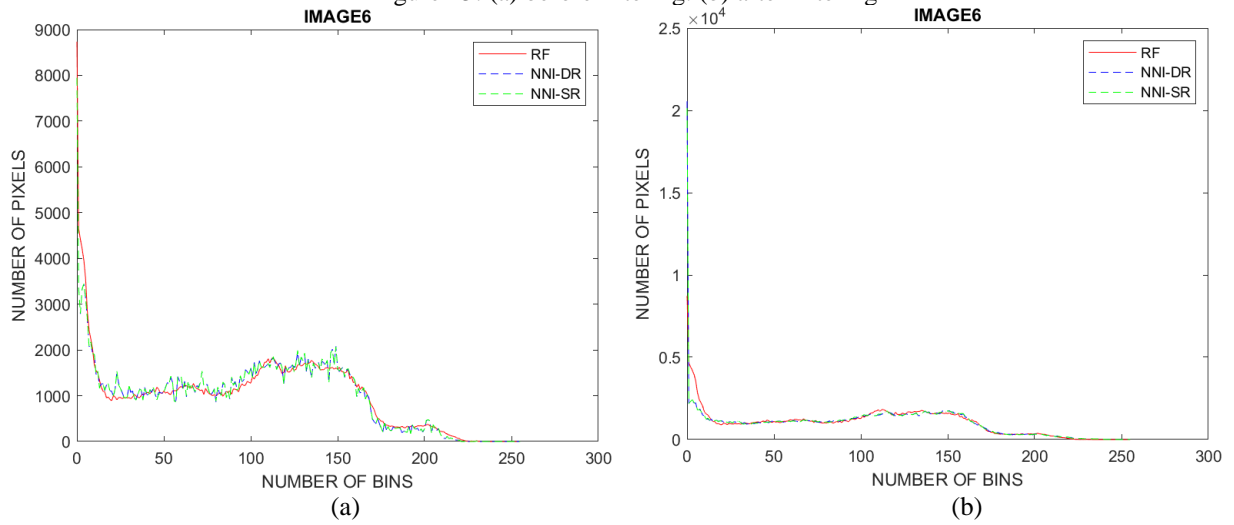 IMAGE6
9000
8000
7000
6000
5000
4000
3000
2000
1000
0
NUMBER OF PIXELS
0 50 100 150 200 250 300
NUMBER OF BINS
RF
NNI-DR
NNI-SR
(a)
IMAGE6
×10⁴
2.5
2
1.5
1
0.5
0
NUMBER OF PIXELS
0 50 100 150 200 250 300
NUMBER OF BINS
RF
NNI-DR
NNI-SR
(b)